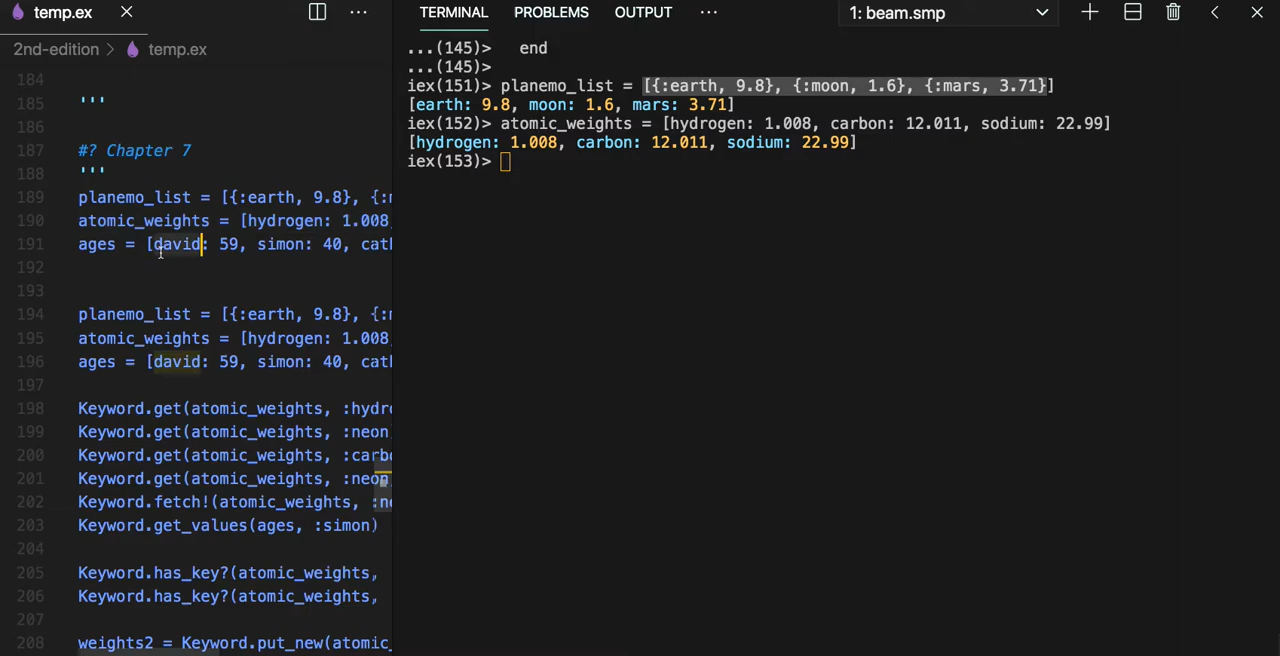 temp.ex
2nd-edition > temp.ex
184
185 '''
186
187 #? Chapter 7
188 '''
189 planemo_list = [{:earth, 9.8}, {:
190 atomic_weights = [hydrogen: 1.008
191 ages = [david: 59, simon: 40, cat
192
193
194 planemo_list = [{:earth, 9.8}, {:
195 atomic_weights = [hydrogen: 1.008
196 ages = [david: 59, simon: 40, cat
197
198 Keyword.get(atomic_weights, :hydr
199 Keyword.get(atomic_weights, :neon
200 Keyword.get(atomic_weights, :carb
201 Keyword.get(atomic_weights, :neon
202 Keyword.fetch!(atomic_weights, :n
203 Keyword.get_values(ages, :simon)
204
205 Keyword.has_key?(atomic_weights,
206 Keyword.has_key?(atomic_weights,
207
208 weights2 = Keyword.put_new(atomic_
TERMINAL PROBLEMS OUTPUT ... 1: beam.smp
...(145)> end
...(145)>
iex(151)> planemo_list = [{:earth, 9.8}, {:moon, 1.6}, {:mars, 3.71}]
[earth: 9.8, moon: 1.6, mars: 3.71]
iex(152)> atomic_weights = [hydrogen: 1.008, carbon: 12.011, sodium: 22.99]
[hydrogen: 1.008, carbon: 12.011, sodium: 22.99]
iex(153)>